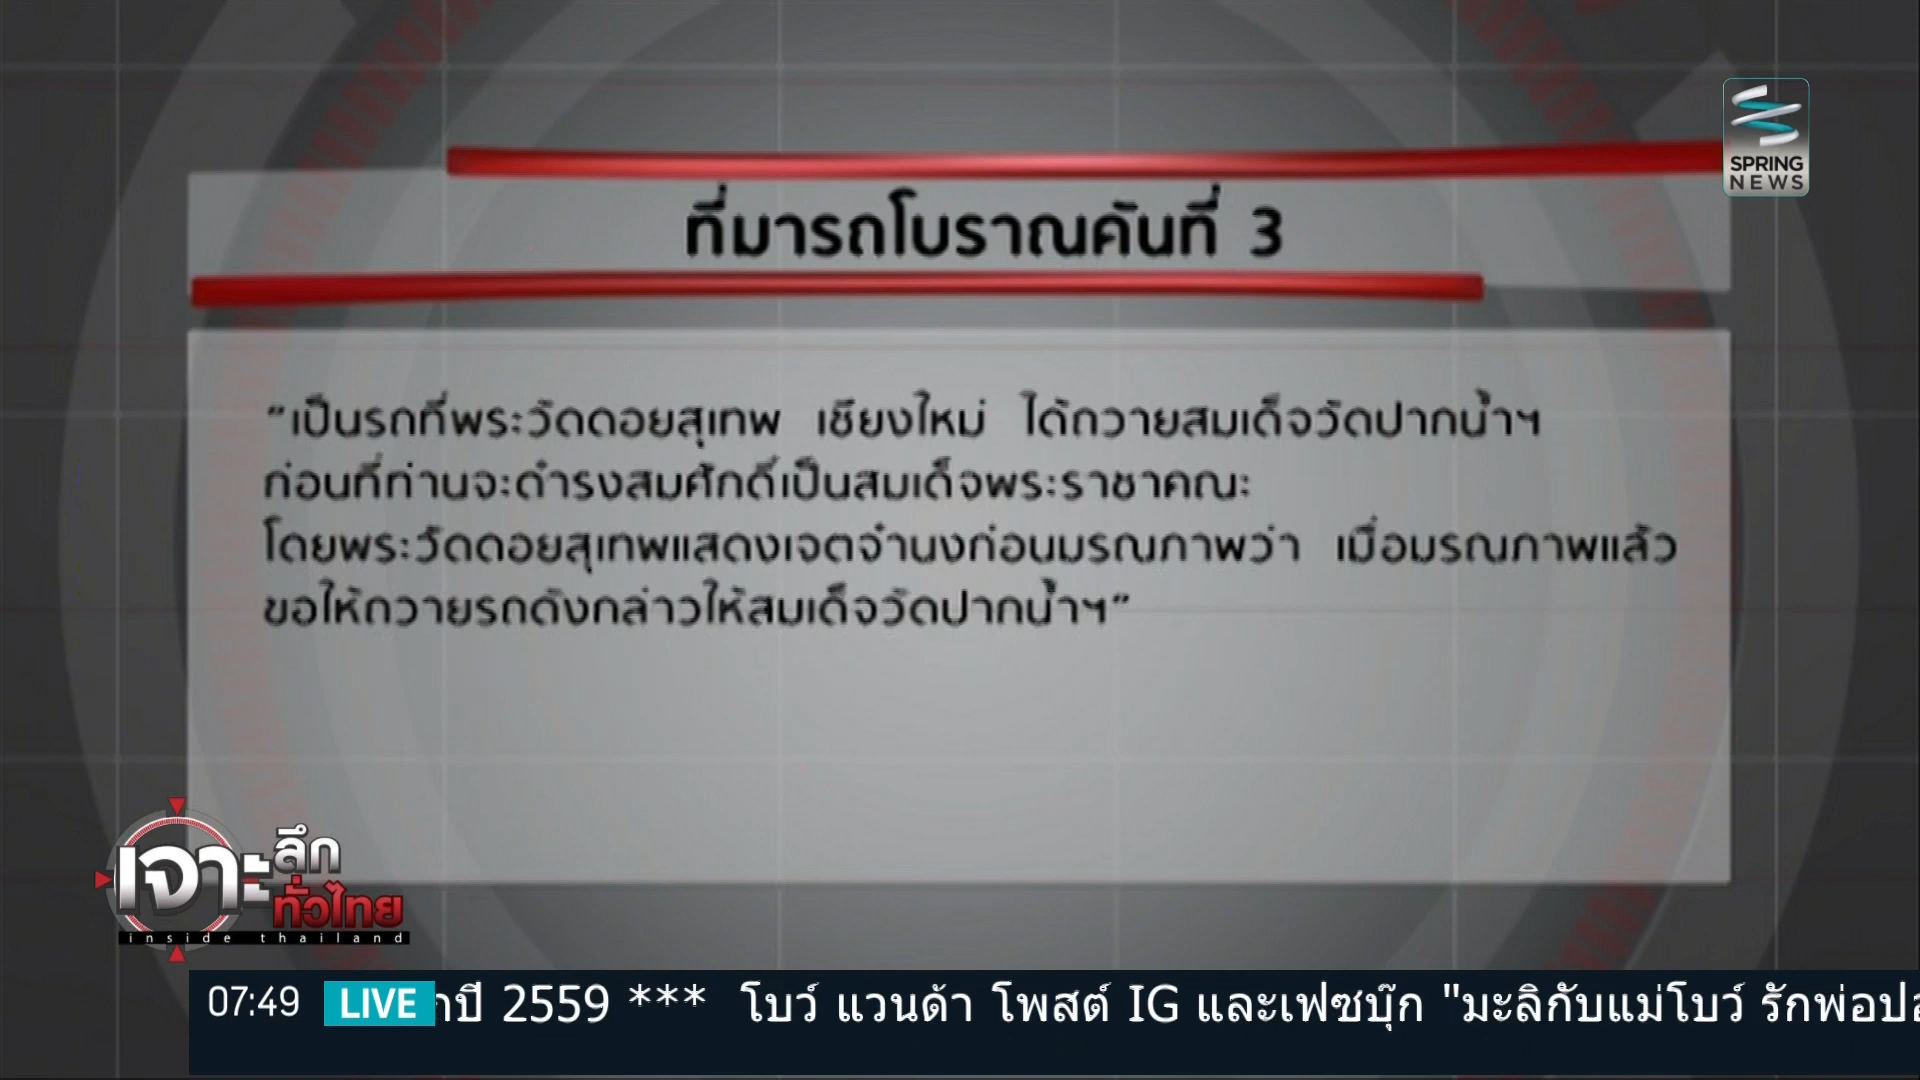 SPRING
NEWS
ที่มารถโบราณคันที่ 3
"เป็นรถที่พระวัดดอยสุเทพ เชียงใหม่ ได้ถวายสมเด็จวัดปากน้ำฯ
ก่อนที่ท่านจะดำรงสมศักดิ์เป็นสมเด็จพระราชาคณะ
โดยพระวัดดอยสุเทพแสดงเจตจำนงก่อนมรณภาพว่า เมื่อมรณภาพแล้ว
ขอให้ถวายรถดังกล่าวให้สมเด็จวัดปากน้ำฯ"
เจาะลึก
ทั่วไทย
inside thailand
07:49 LIVE ปี 2559 *** โบว์ แวนด้า โพสต์ IG และเฟซบุ๊ก "มะลิกับแม่โบว์ รักพ่อ